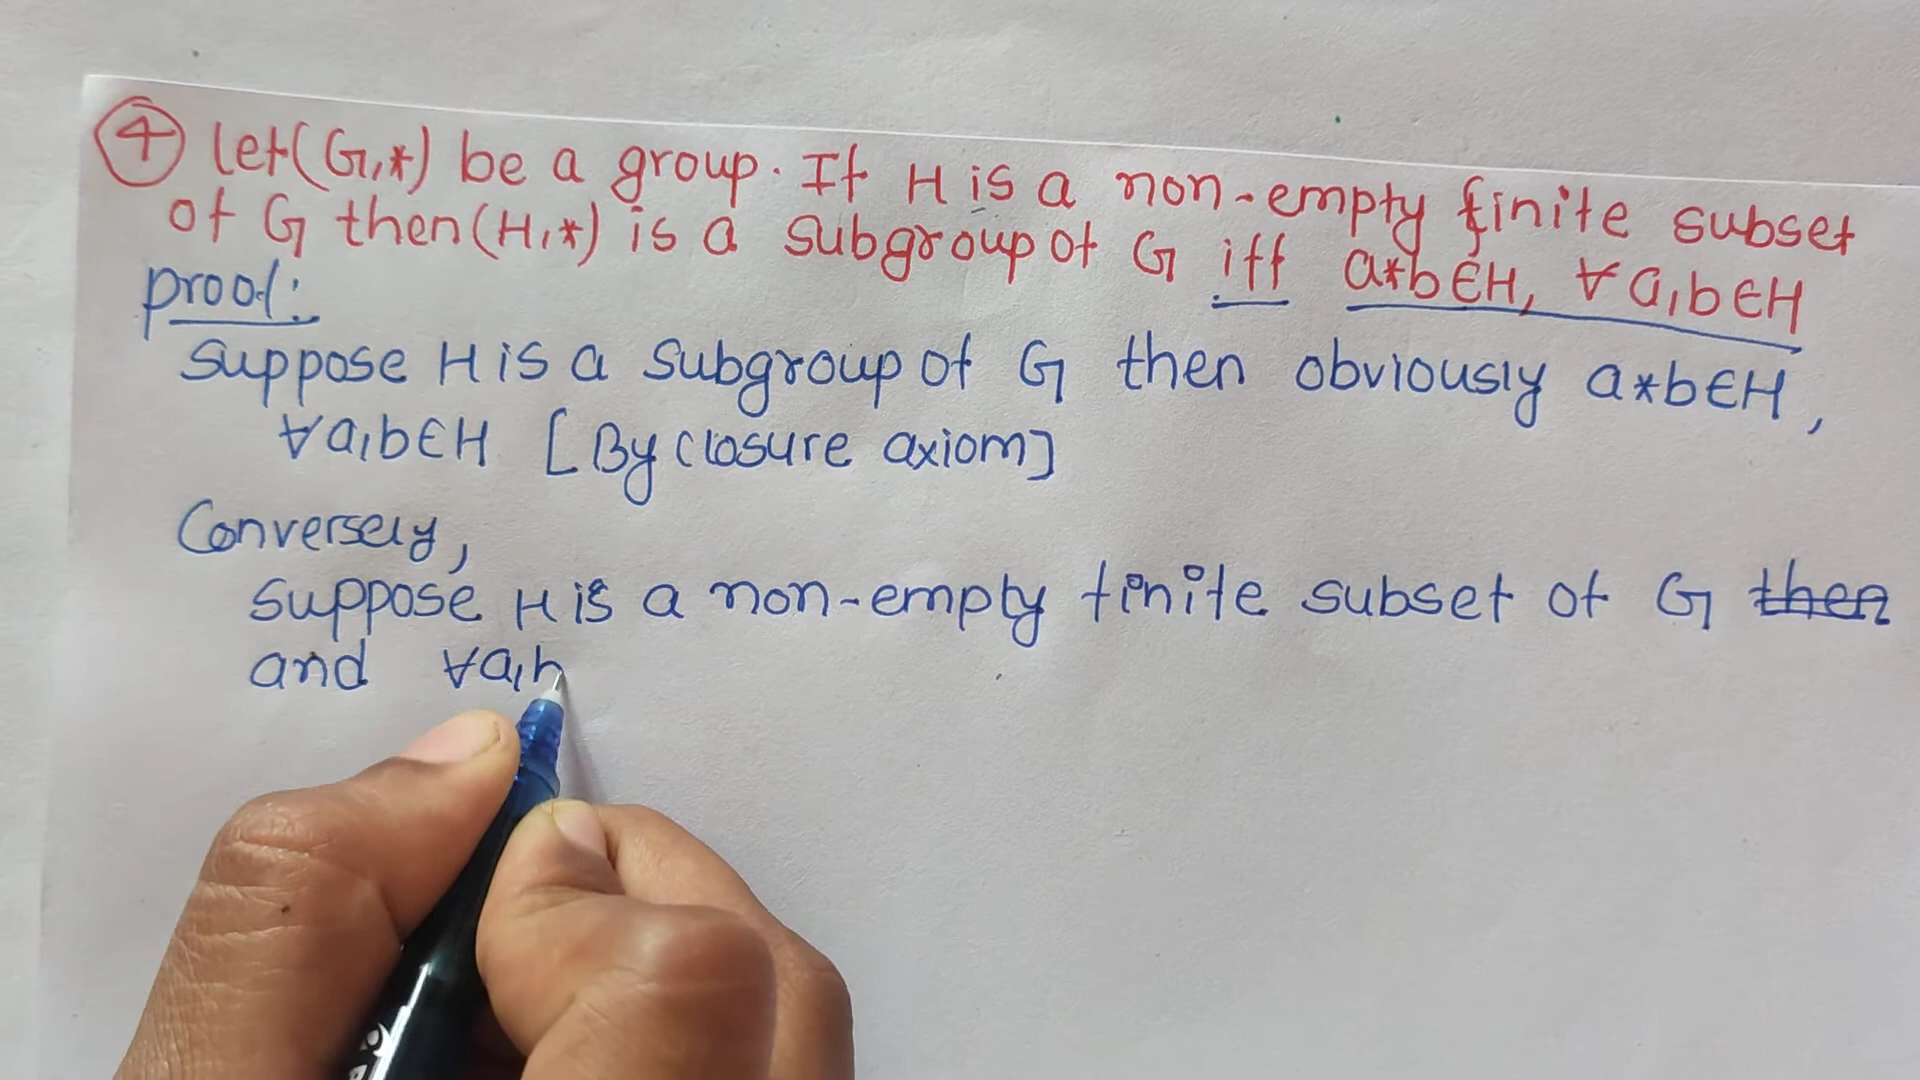 ④ Let (G,*) be a group. If H is a non-empty finite subset
of G then (H,*) is a subgroup of G iff a*b∈H, ∀a,b∈H
proof:
Suppose H is a subgroup of G then obviously a*b∈H,
∀a,b∈H [By closure axiom]
Conversely,
Suppose H is a non-empty finite subset of G then
and ∀a,b